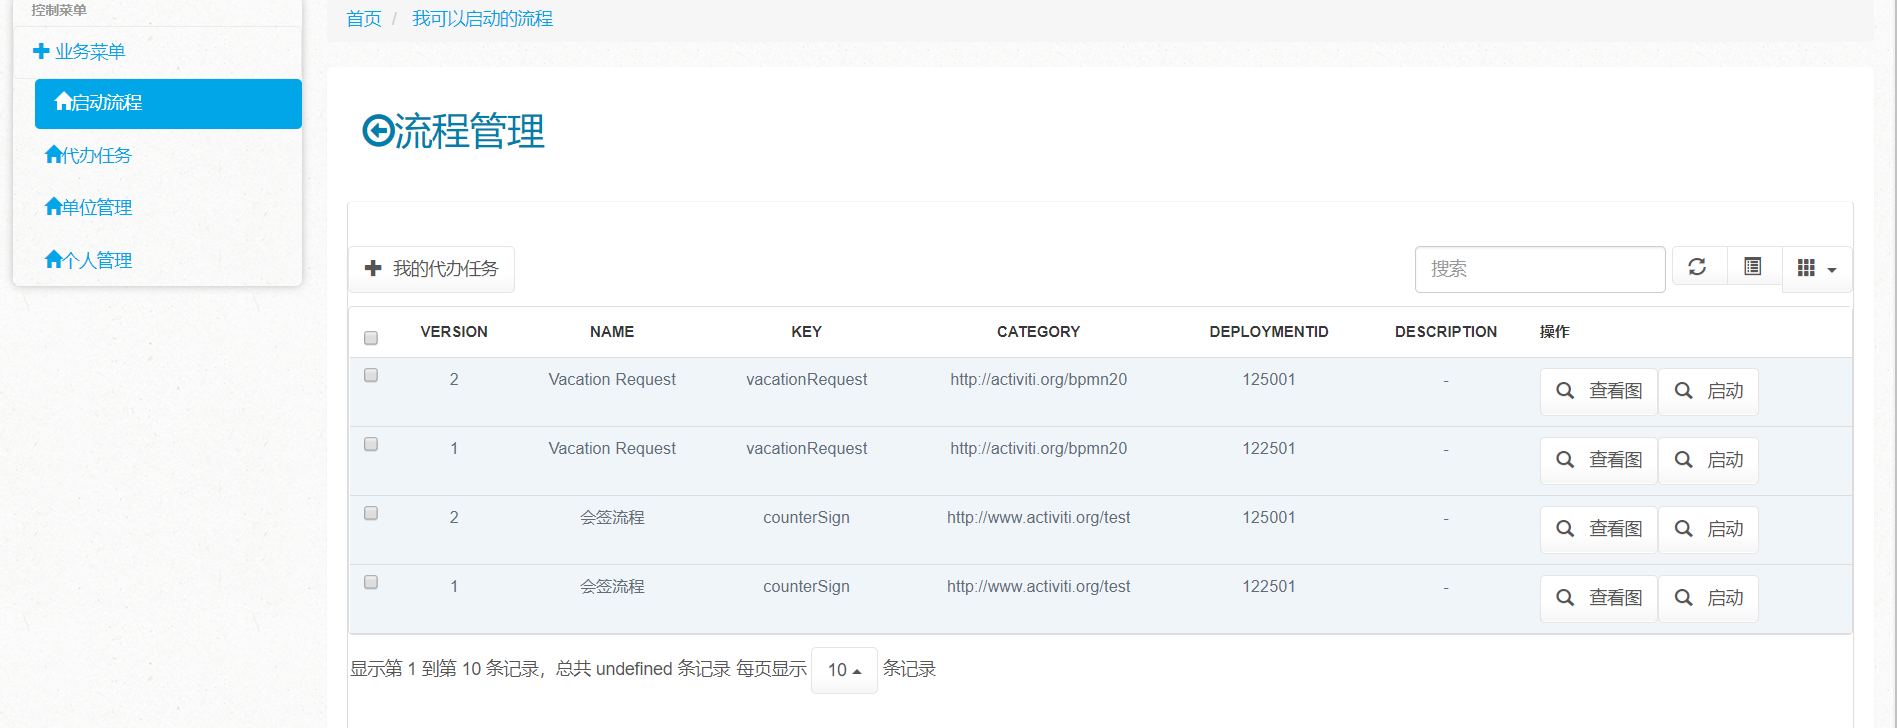 控制菜单
业务菜单
启动流程
代办任务
单位管理
个人管理
首页 / 我可以启动的流程
流程管理
我的代办任务
搜索
VERSION NAME KEY CATEGORY DEPLOYMENTID DESCRIPTION 操作
2 Vacation Request vacationRequest http://activiti.org/bpmn20 125001 - 查看图 启动
1 Vacation Request vacationRequest http://activiti.org/bpmn20 122501 - 查看图 启动
2 会签流程 counterSign http://www.activiti.org/test 125001 - 查看图 启动
1 会签流程 counterSign http://www.activiti.org/test 122501 - 查看图 启动
显示第 1 到第 10 条记录，总共 undefined 条记录 每页显示 10 条记录